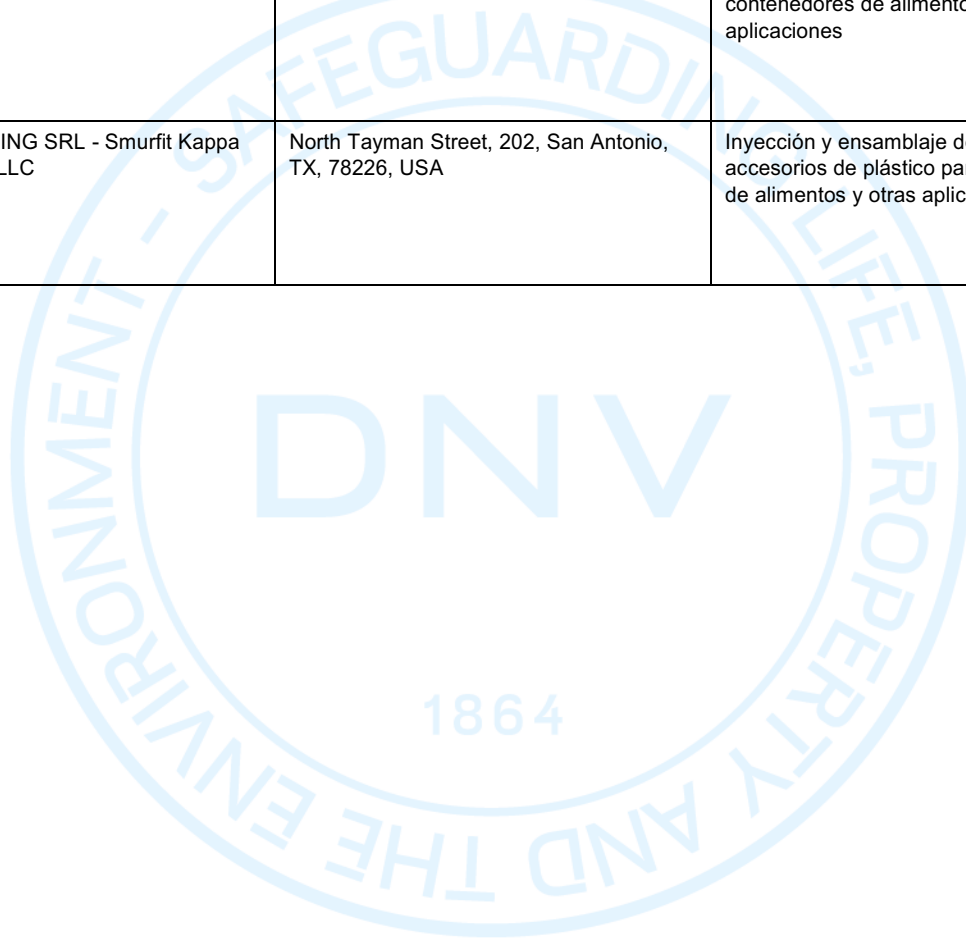 contenedores de alimento
aplicaciones
ING SRL - Smurfit Kappa
LLC
North Tayman Street, 202, San Antonio,
TX, 78226, USA
Inyección y ensamblaje d
accesorios de plástico pa
de alimentos y otras aplic
SAFEGUARDING LIFE, PROPERTY AND THE ENVIRONMENT -
DNV
1864